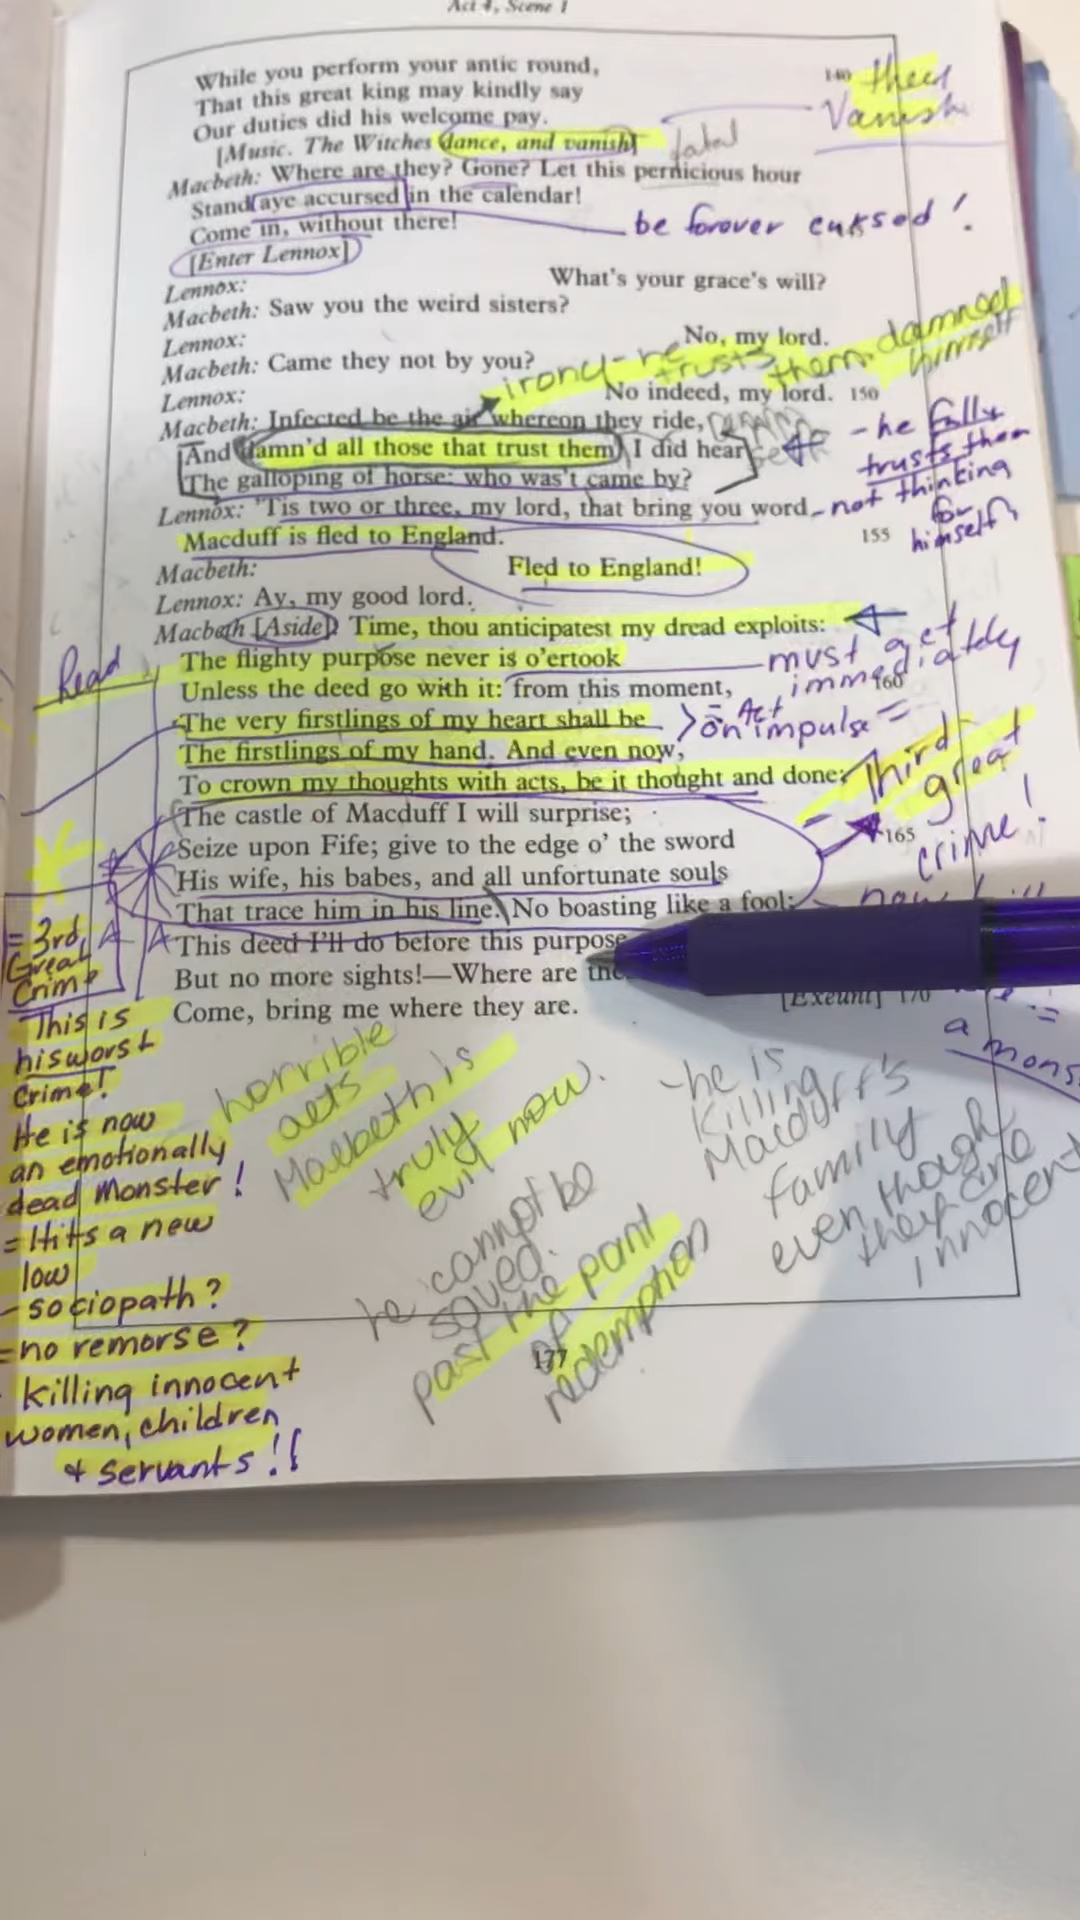 Act 4, Scene 1
While you perform your antic round,
That this great king may kindly say
Our duties did his welcome pay.
140
they
Vanish
[Music. The Witches dance, and vanish]
fatal
Macbeth: Where are they? Gone? Let this pernicious hour
Stand aye accursed in the calendar!
Come in, without there!
be forover cursed!
[Enter Lennox]
Lennox: What's your grace's will?
Macbeth: Saw you the weird sisters?
Lennox: No, my lord.
Macbeth: Came they not by you?
irony - he trusts them. damned himself
Lennox: No indeed, my lord. 150
Macbeth: Infected be the air whereon they ride,
And damn'd all those that trust them! I did hear
The galloping of horse: who was't came by?
- he fully
trusts them
- not thinking
for
himself
Lennox: 'Tis two or three, my lord, that bring you word
Macduff is fled to England.
155
Macbeth: Fled to England!
Lennox: Ay, my good lord.
Macbeth [Aside]: Time, thou anticipatest my dread exploits:
Read
The flighty purpose never is o'ertook
must act
immediately
Unless the deed go with it: from this moment,
160
The very firstlings of my heart shall be
= Act
on impulse =
The firstlings of my hand. And even now,
To crown my thoughts with acts, be it thought and done:
Third
great
crime!
The castle of Macduff I will surprise;
Seize upon Fife; give to the edge o' the sword
165
His wife, his babes, and all unfortunate souls
That trace him in his line. No boasting like a fool;
now
This deed I'll do before this purpose
But no more sights!—Where are
[Exeunt] 170
Come, bring me where they are.
=
a mons
= 3rd
Great
Crime
This is
his worst
crime!
He is now
an emotionally
dead monster!
= Hits a new
low
- sociopath?
= no remorse?
- killing innocent
women, children
+ servants!!
horrible
acts
Macbeth is
truly
evil now.
he cannot be
saved.
past the point
of
redemption
- he is
killing
Macduff's
family
even though
they are
innocent
177